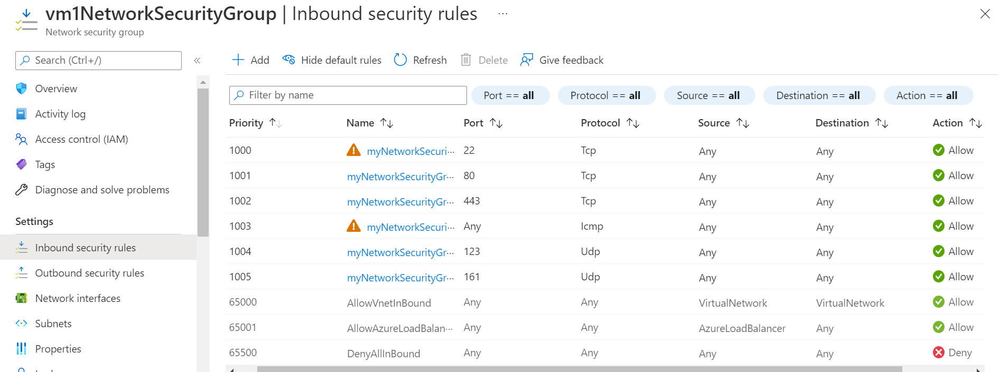 vm1NetworkSecurityGroup | Inbound security rules ...
Network security group
Search (Ctrl+/) «
Overview
Activity log
Access control (IAM)
Tags
Diagnose and solve problems
Settings
Inbound security rules
Outbound security rules
Network interfaces
Subnets
Properties
Add Hide default rules Refresh Delete Give feedback
Filter by name Port == all Protocol == all Source == all Destination == all Action == all
Priority Name Port Protocol Source Destination Action
1000 myNetworkSecuri... 22 Tcp Any Any Allow
1001 myNetworkSecurityGr... 80 Tcp Any Any Allow
1002 myNetworkSecurityGr... 443 Tcp Any Any Allow
1003 myNetworkSecuri... Any Icmp Any Any Allow
1004 myNetworkSecurityGr... 123 Udp Any Any Allow
1005 myNetworkSecurityGr... 161 Udp Any Any Allow
65000 AllowVnetInBound Any Any VirtualNetwork VirtualNetwork Allow
65001 AllowAzureLoadBalan... Any Any AzureLoadBalancer Any Allow
65500 DenyAllInBound Any Any Any Any Deny